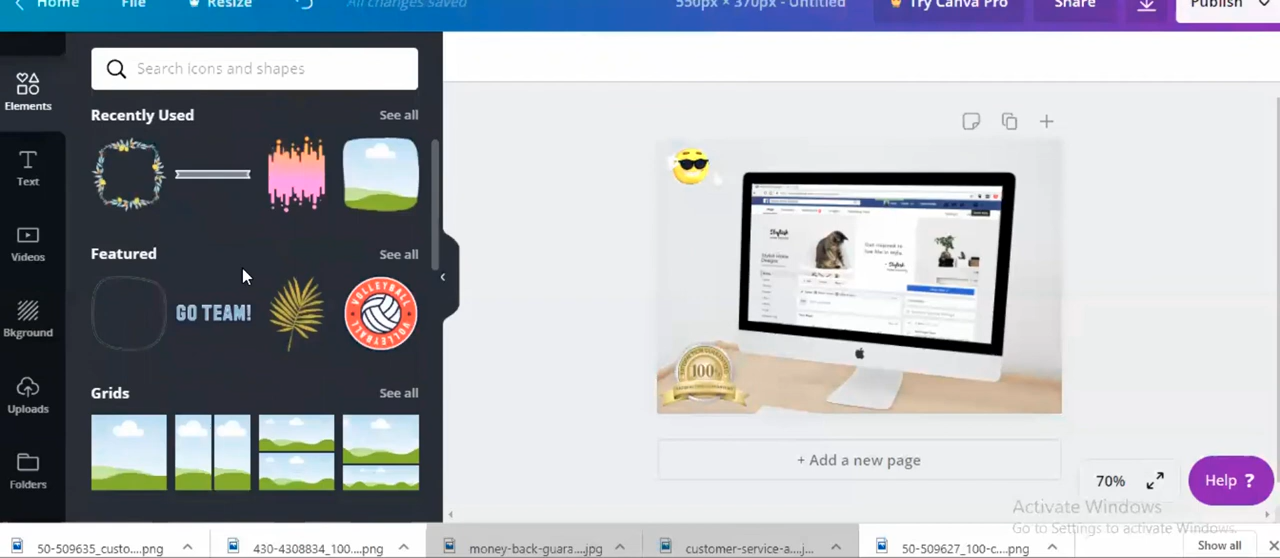 Home File Resize All changes saved 550px × 370px - Untitled Try Canva Pro Share Publish
Search icons and shapes
Elements
Text
Videos
Bkground
Uploads
Folders
Recently Used See all
Featured See all
GO TEAM!
VOLLEYBALL
VOLLEYBALL
Grids See all
Stylish
100%
+ Add a new page
70%
Help ?
Activate Windows
Go to Settings to activate Windows.
50-509635_custo....png
430-4308834_100....png
money-back-guara....jpg
customer-service-a....j...
50-509627_100-c....png
Show all